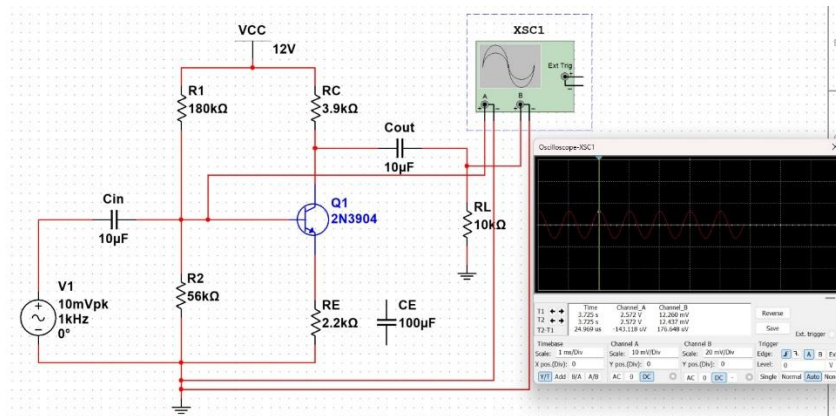 VCC
12V
XSC1
Ext Trig
A
B
R1
180kΩ
RC
3.9kΩ
Cout
10µF
Cin
10µF
Q1
2N3904
RL
10kΩ
V1
10mVpk
1kHz
0°
R2
56kΩ
RE
2.2kΩ
CE
100µF
Oscilloscope-XSC1
Time Channel_A Channel_B
T1 3.725 s 2.572 V 12.260 mV
T2 3.725 s 2.572 V 12.437 mV
T2-T1 24.969 us -143.118 uV 176.648 uV
Reverse
Save
Ext. trigger
Timebase Channel A Channel B Trigger
Scale: 1 ms/Div Scale: 10 mV/Div Scale: 20 mV/Div Edge: A B Ex
X pos.(Div): 0 Y pos.(Div): 0 Y pos.(Div): 0 Level: 0 V
Y/T Add B/A A/B AC 0 DC AC 0 DC - Single Normal Auto Non